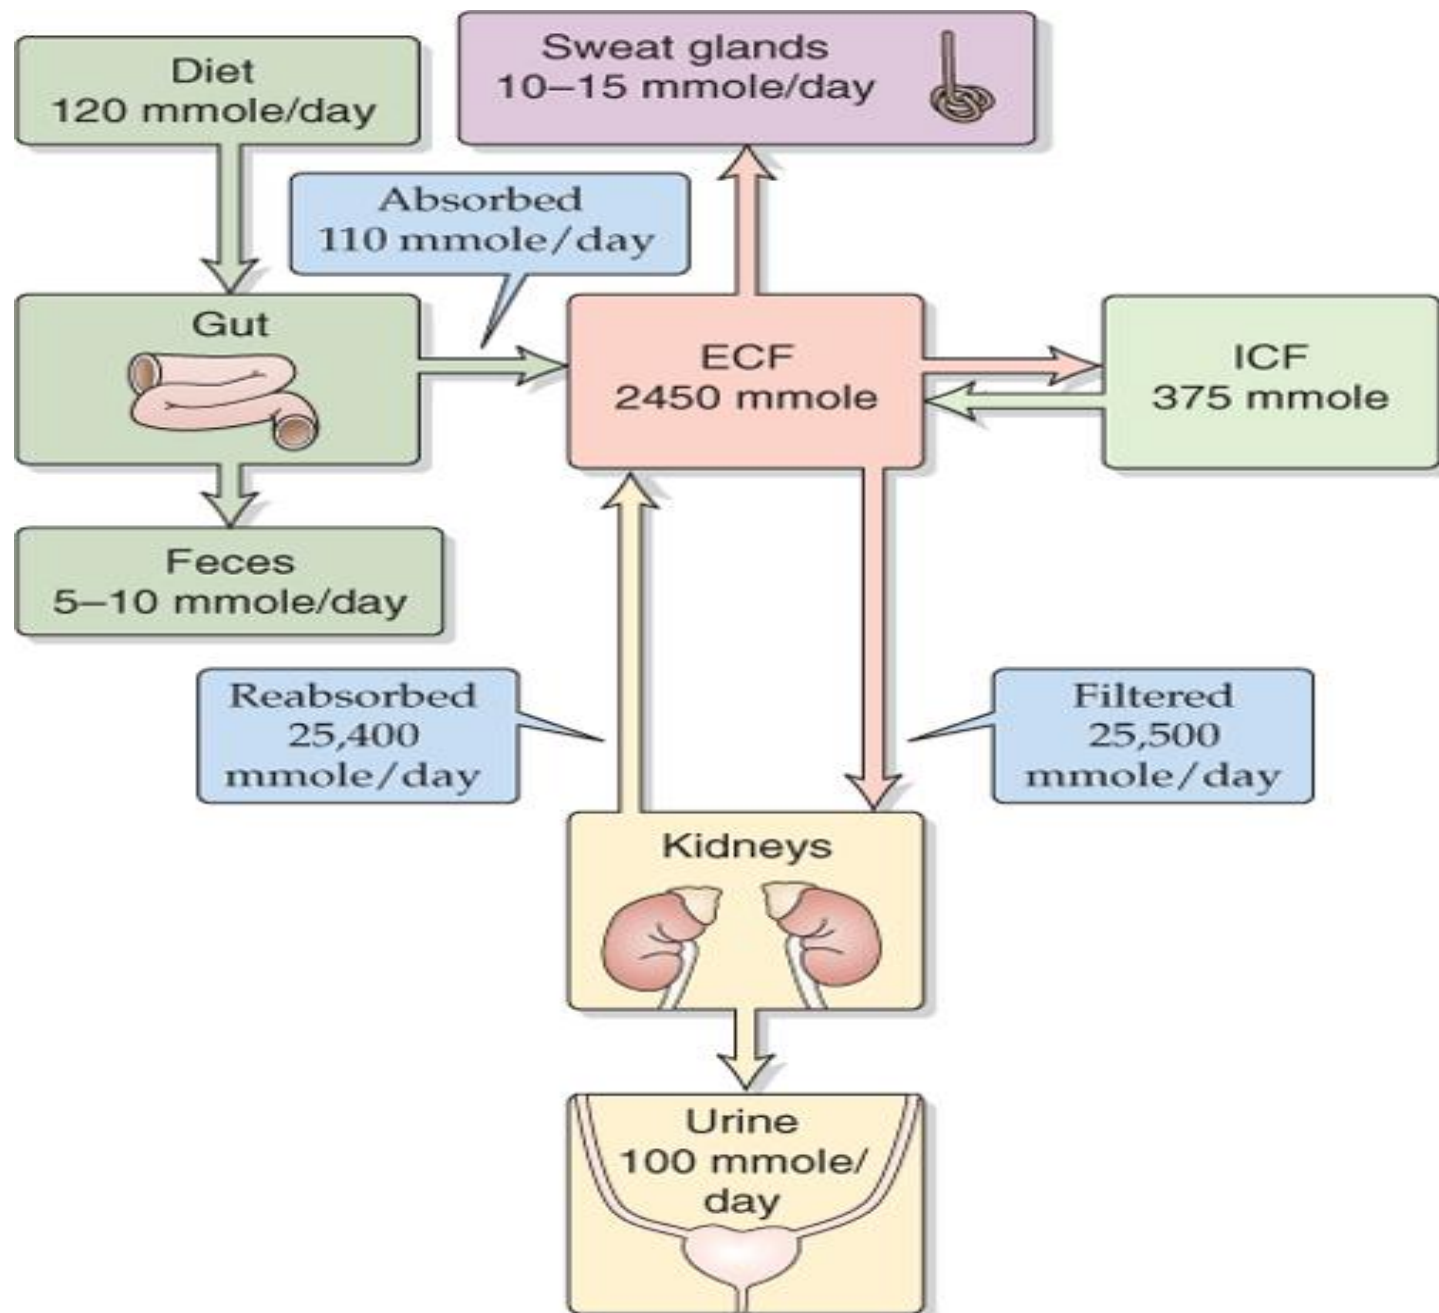 Diet
120 mmole/day
Sweat glands
10–15 mmole/day
Absorbed
110 mmole/day
Gut
ECF
2450 mmole
ICF
375 mmole
Feces
5–10 mmole/day
Reabsorbed
25,400
mmole/day
Filtered
25,500
mmole/day
Kidneys
Urine
100 mmole/
day